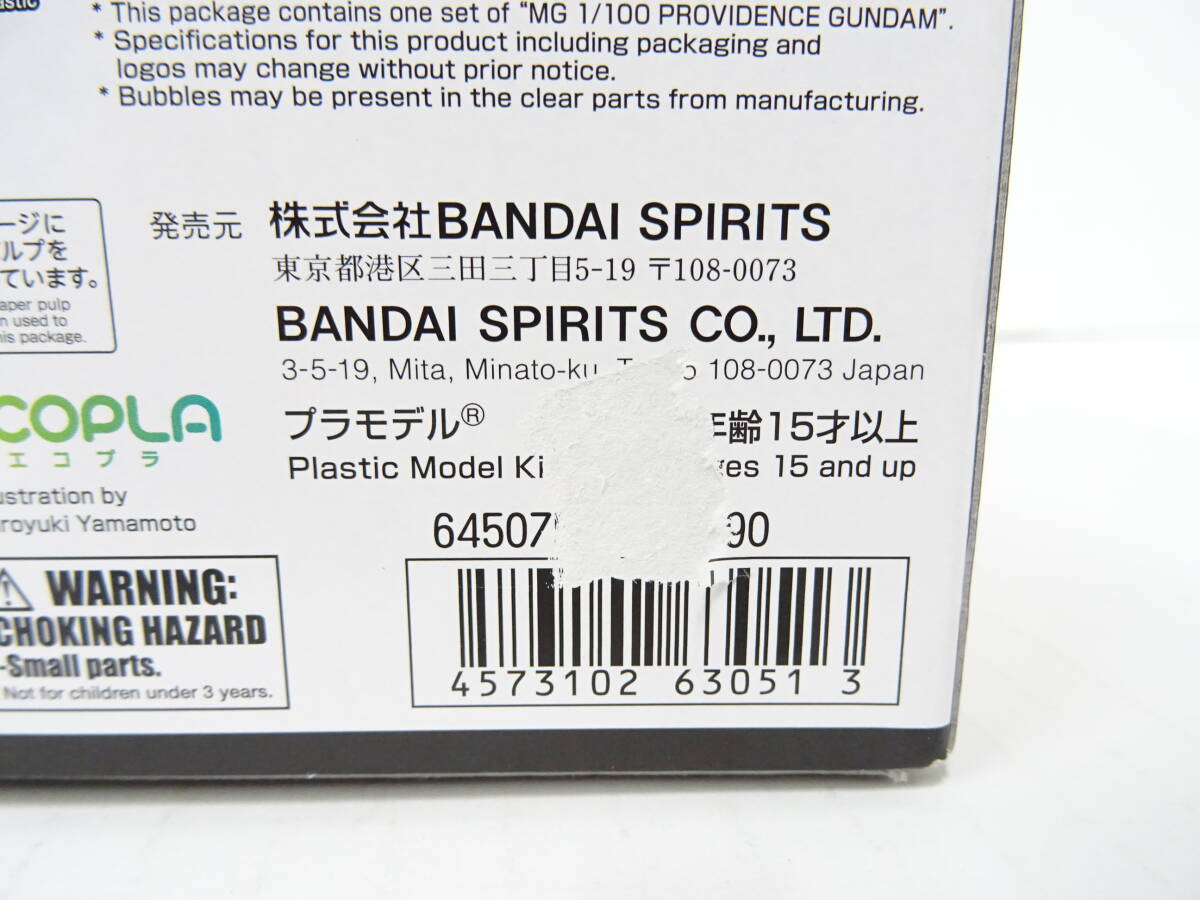 * This package contains one set of “MG 1/100 PROVIDENCE GUNDAM”.
* Specifications for this product including packaging and
logos may change without prior notice.
* Bubbles may be present in the clear parts from manufacturing.
ージに
ルプを
ています。
aper pulp
n used to
his package.
発売元 株式会社BANDAI SPIRITS
東京都港区三田三丁目5-19 〒108-0073
BANDAI SPIRITS CO., LTD.
3-5-19, Mita, Minato-ku, 108-0073 Japan
プラモデル® 年齢15才以上
Plastic Model Ki ges 15 and up
COPLA
エコプラ
ustration by
iroyuki Yamamoto
64507 90
WARNING:
CHOKING HAZARD
-Small parts.
Not for children under 3 years.
4573102 63051 3